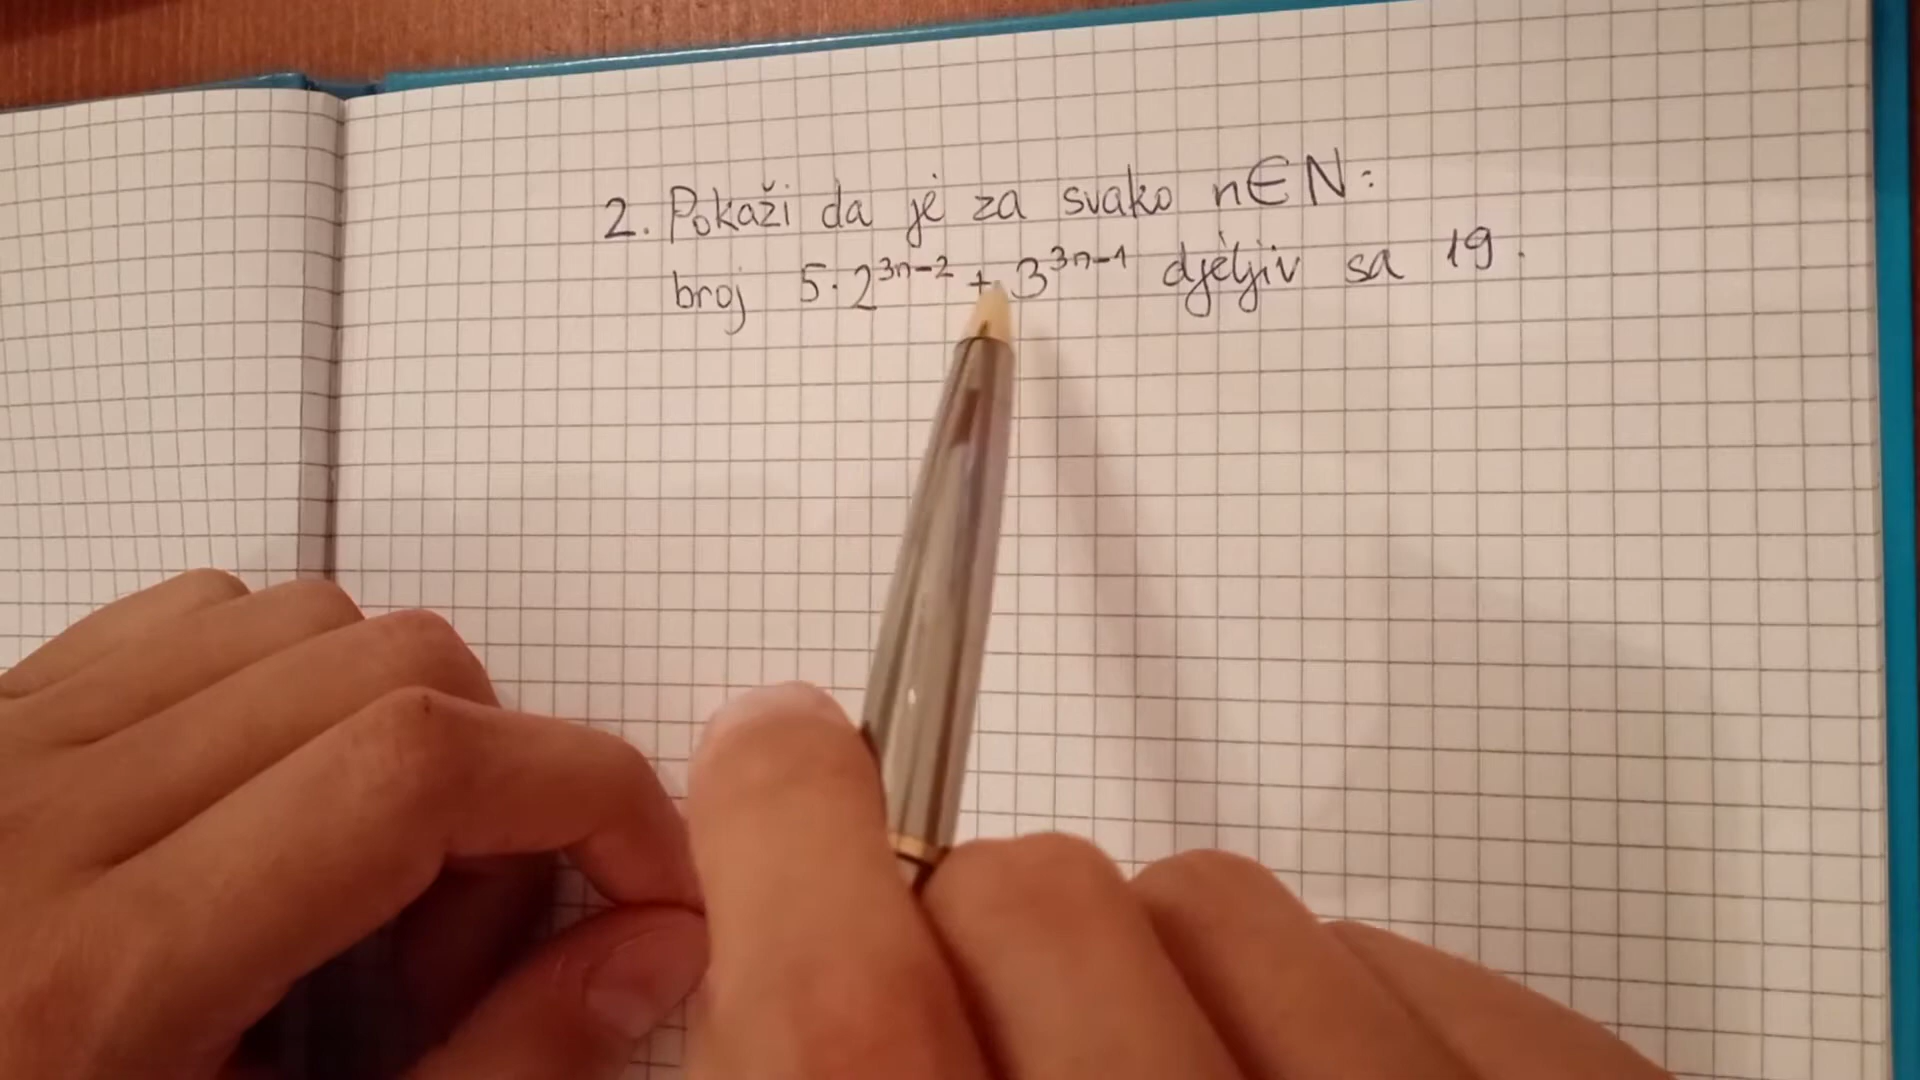 2. Pokaži da je za svako n∈N:
broj 5·2^{3n-2} + 3^{3n-1} djeljiv sa 19.